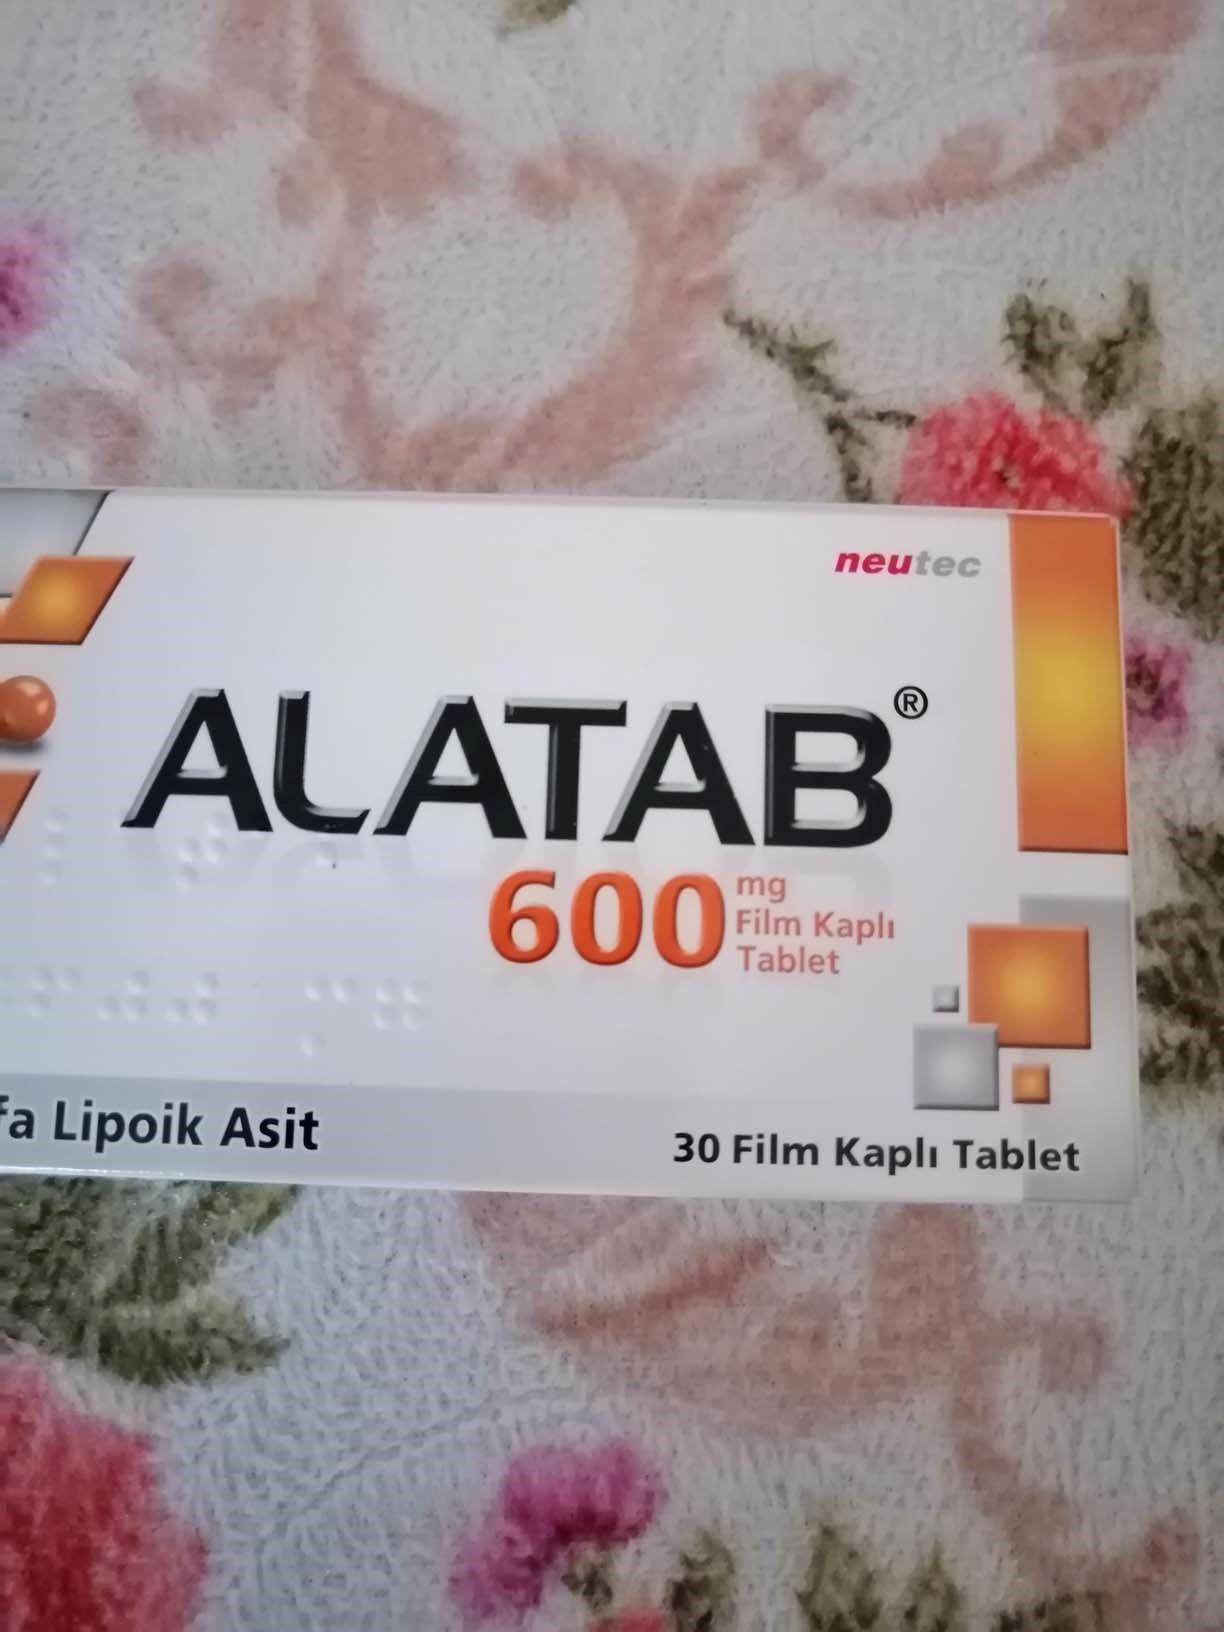 neutec
ALATAB®
600 mg
Film Kaplı
Tablet
fa Lipoik Asit
30 Film Kaplı Tablet